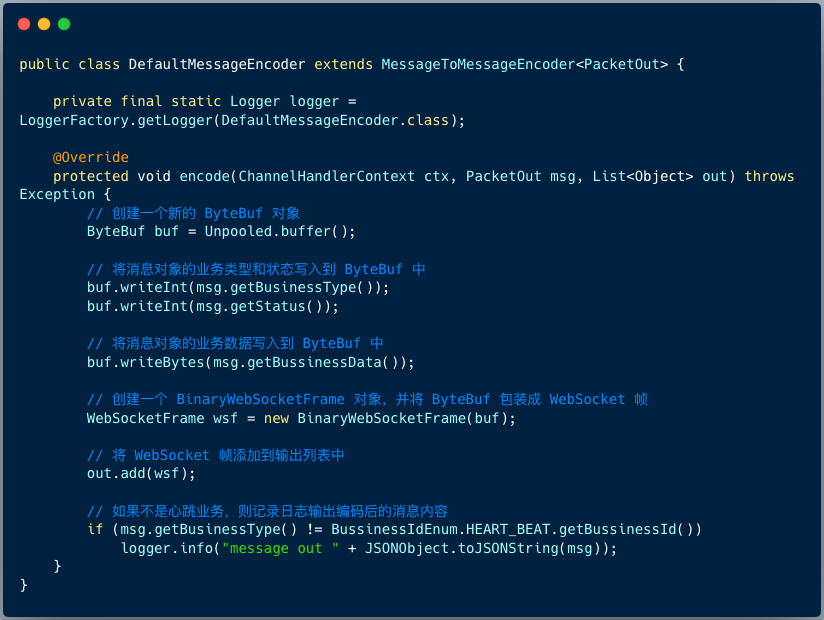 public class DefaultMessageEncoder extends MessageToMessageEncoder<PacketOut> {
    private final static Logger logger =
LoggerFactory.getLogger(DefaultMessageEncoder.class);
    @Override
    protected void encode(ChannelHandlerContext ctx, PacketOut msg, List<Object> out) throws
Exception {
        // 创建一个新的 ByteBuf 对象
        ByteBuf buf = Unpooled.buffer();
        // 将消息对象的业务类型和状态写入到 ByteBuf 中
        buf.writeInt(msg.getBusinessType());
        buf.writeInt(msg.getStatus());
        // 将消息对象的业务数据写入到 ByteBuf 中
        buf.writeBytes(msg.getBussinessData());
        // 创建一个 BinaryWebSocketFrame 对象，并将 ByteBuf 包装成 WebSocket 帧
        WebSocketFrame wsf = new BinaryWebSocketFrame(buf);
        // 将 WebSocket 帧添加到输出列表中
        out.add(wsf);
        // 如果不是心跳业务，则记录日志输出编码后的消息内容
        if (msg.getBusinessType() != BussinessIdEnum.HEART_BEAT.getBussinessId())
            logger.info("message out " + JSONObject.toJSONString(msg));
    }
}